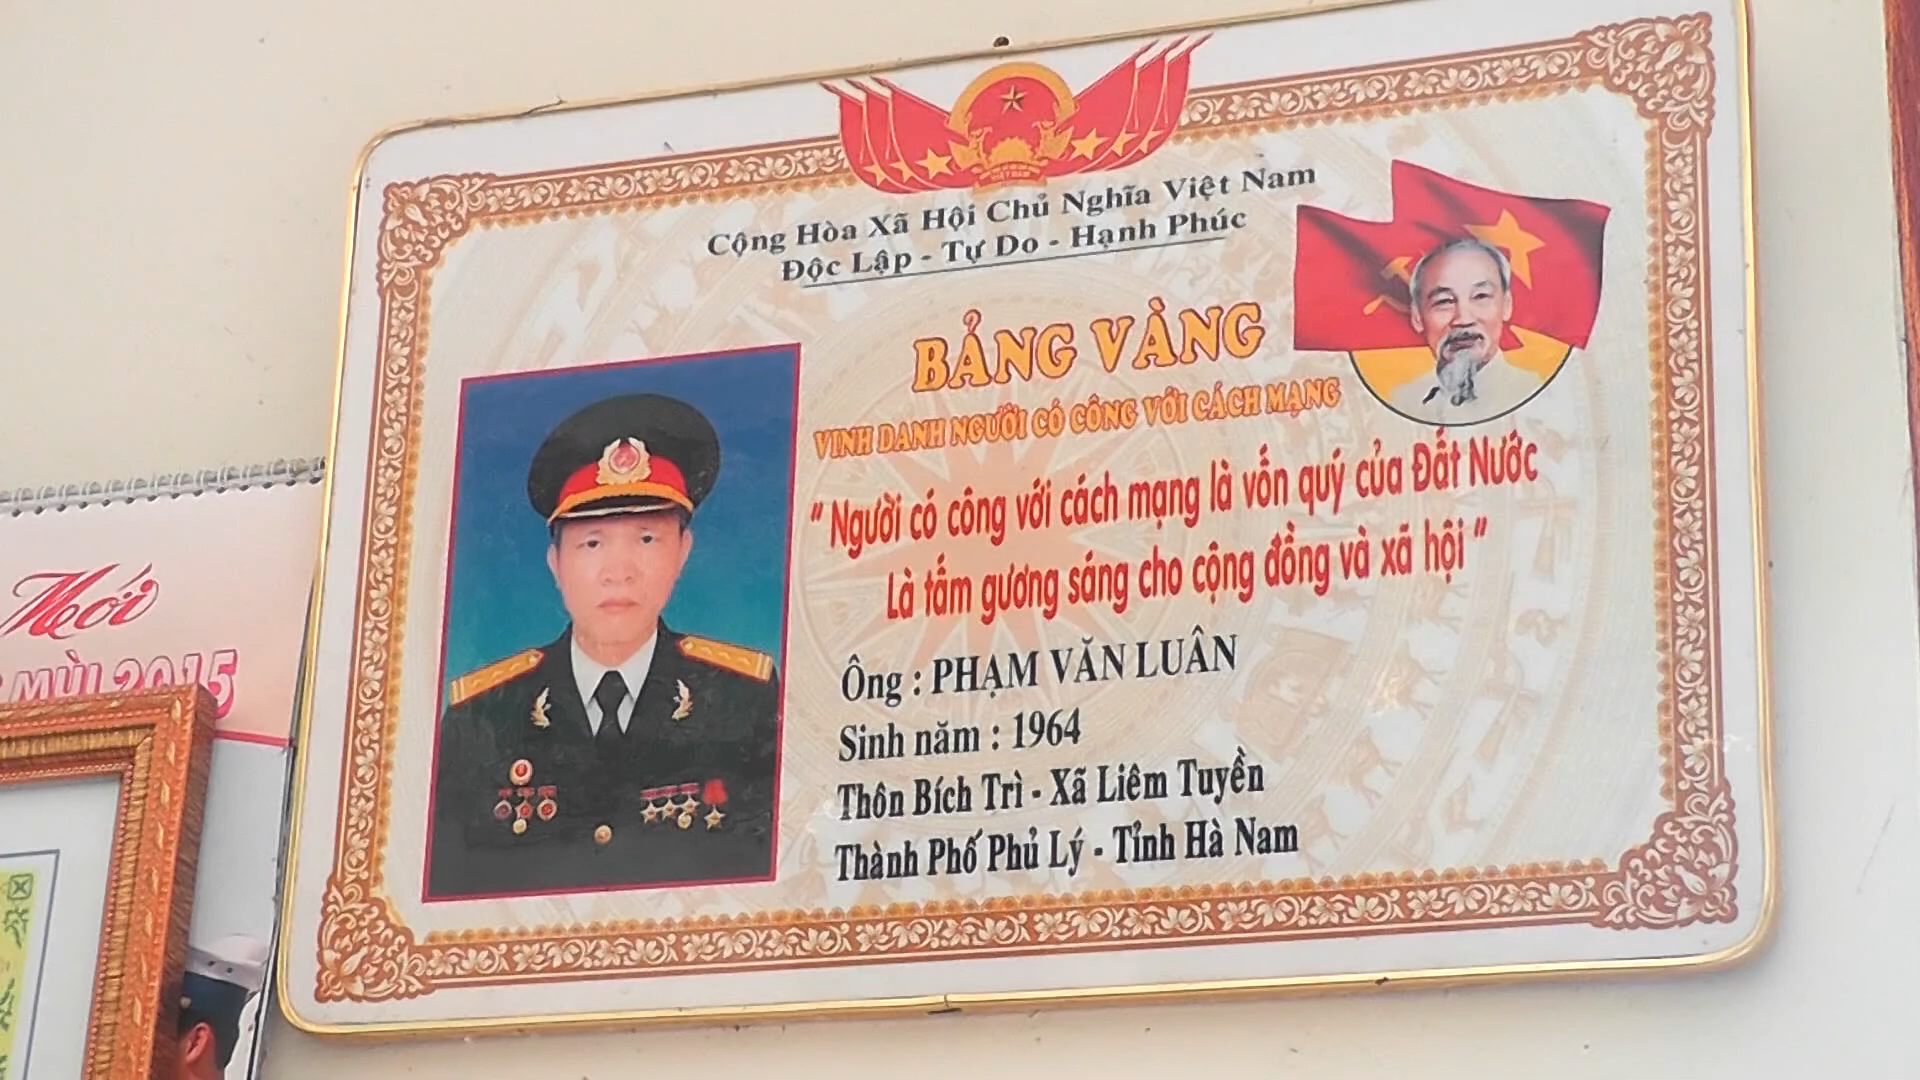 VIỆT NAM
Cộng Hòa Xã Hội Chủ Nghĩa Việt Nam
Độc Lập - Tự Do - Hạnh Phúc
BẢNG VÀNG
VINH DANH NGƯỜI CÓ CÔNG VỚI CÁCH MẠNG
" Người có công với cách mạng là vốn quý của Đất Nước
Là tấm gương sáng cho cộng đồng và xã hội "
Ông : PHẠM VĂN LUÂN
Sinh năm : 1964
Thôn Bích Trì - Xã Liêm Tuyền
Thành Phố Phủ Lý - Tỉnh Hà Nam
Mới
MÙI 2015